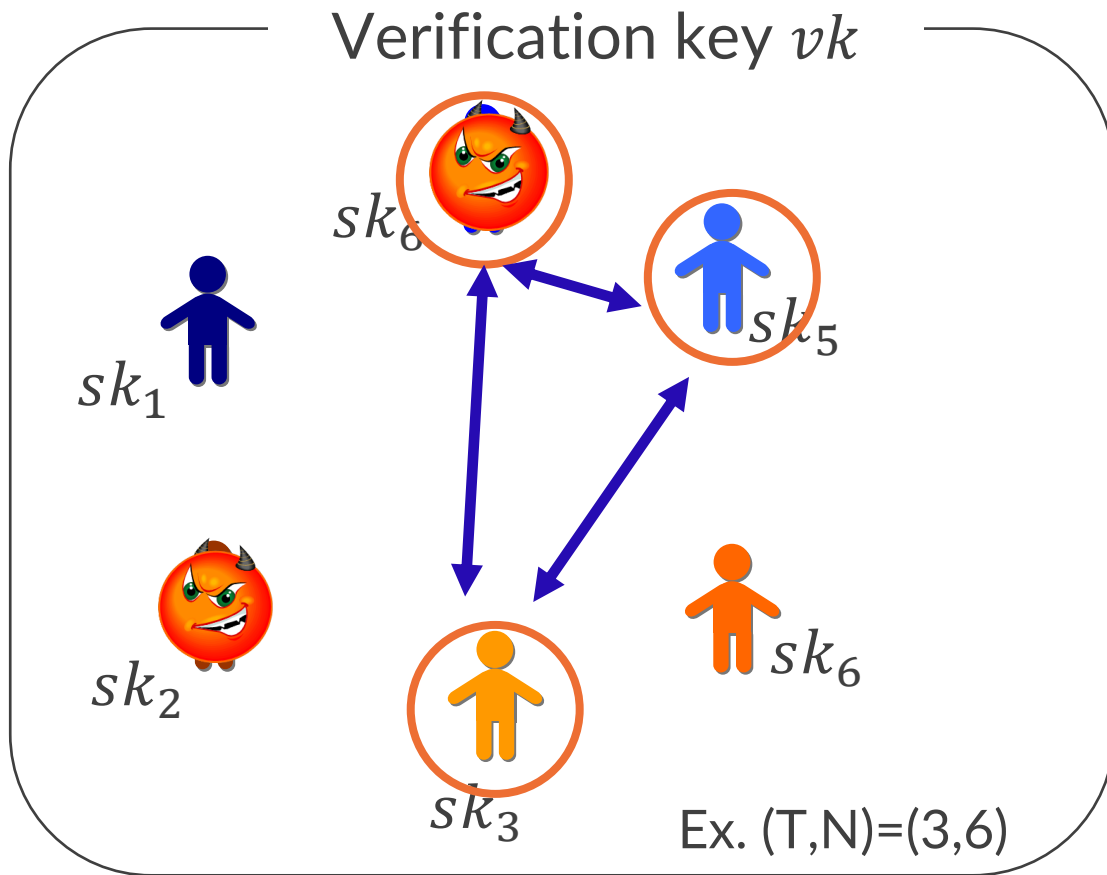 Verification key vk
sk₆
sk₅
sk₁
sk₂
sk₆
sk₃
Ex. (T,N)=(3,6)